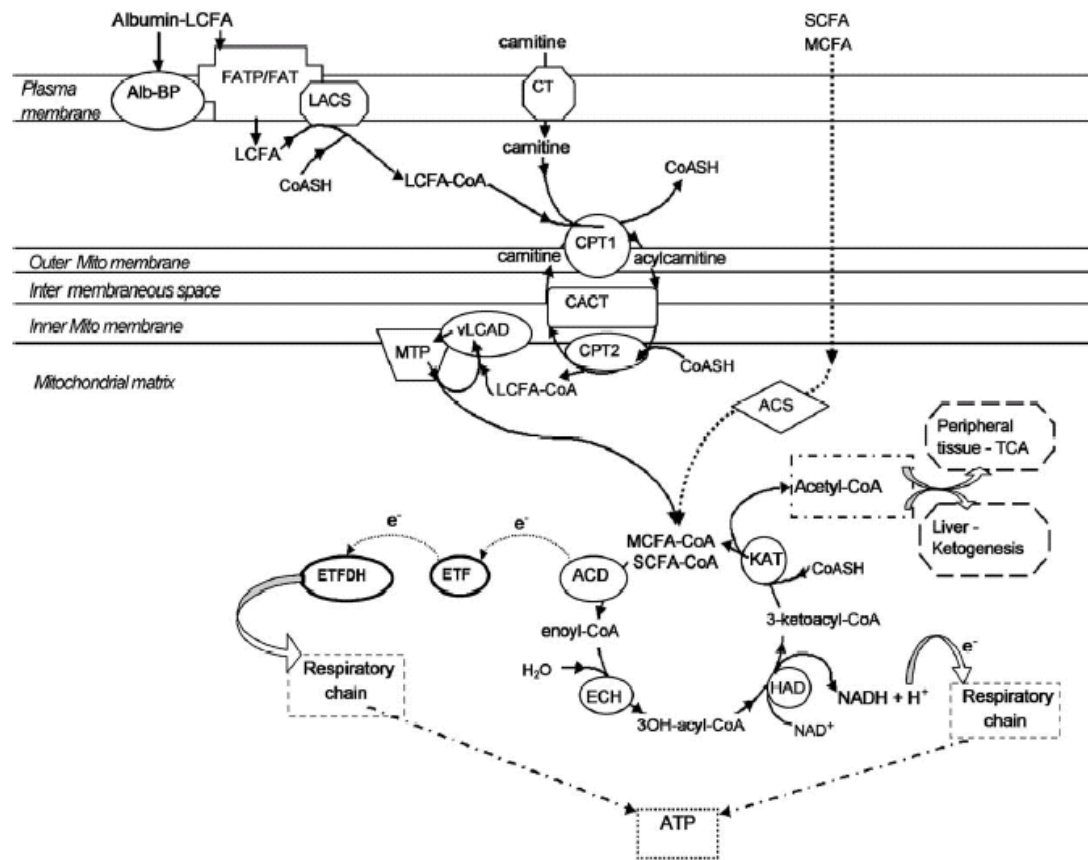 Albumin-LCFA
carnitine
SCFA
MCFA
Plasma
membrane
Alb-BP
FATP/FAT
LACS
CT
LCFA
CoASH
carnitine
LCFA-CoA
CoASH
CPT1
carnitine
acylcarnitine
Outer Mito membrane
Inter membraneous space
CACT
Inner Mito membrane
vLCAD
MTP
CPT2
CoASH
LCFA-CoA
Mitochondrial matrix
ACS
Peripheral
tissue - TCA
Acetyl-CoA
Liver -
Ketogenesis
e-
e-
MCFA-CoA
SCFA-CoA
KAT
CoASH
ETFDH
ETF
ACD
enoyl-CoA
3-ketoacyl-CoA
H₂O
ECH
3OH-acyl-CoA
HAD
NAD⁺
NADH + H⁺
e-
Respiratory
chain
Respiratory
chain
ATP